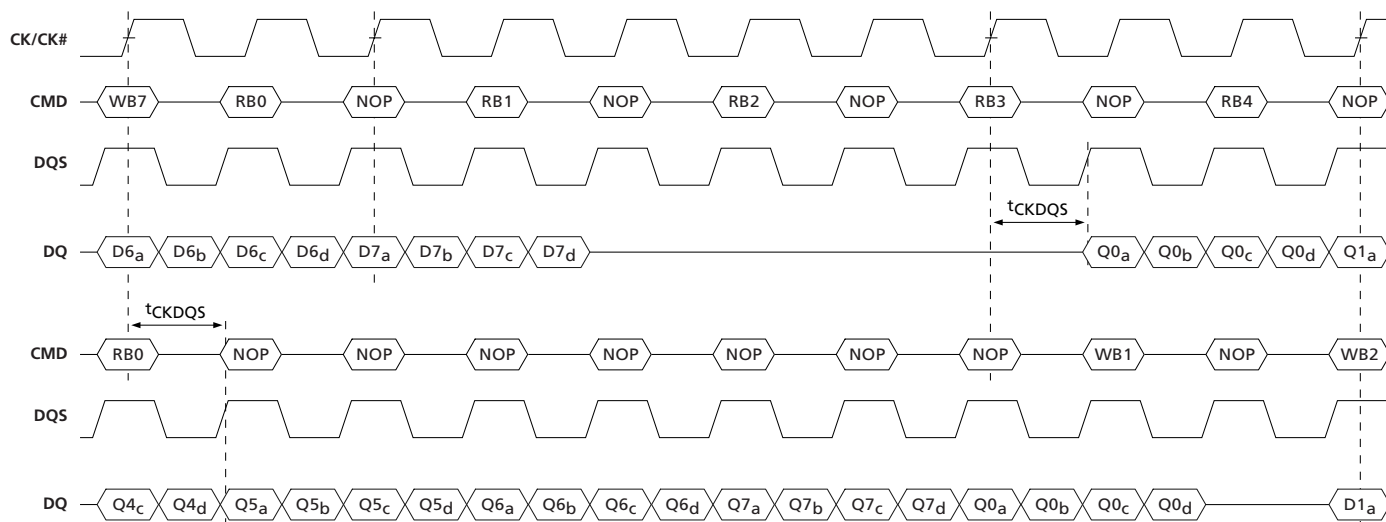 CK/CK#
CMD WB7 RB0 NOP RB1 NOP RB2 NOP RB3 NOP RB4 NOP
DQS
tCKDQS
DQ D6a D6b D6c D6d D7a D7b D7c D7d Q0a Q0b Q0c Q0d Q1a
tCKDQS
CMD RB0 NOP NOP NOP NOP NOP NOP NOP WB1 NOP WB2
DQS
DQ Q4c Q4d Q5a Q5b Q5c Q5d Q6a Q6b Q6c Q6d Q7a Q7b Q7c Q7d Q0a Q0b Q0c Q0d D1a